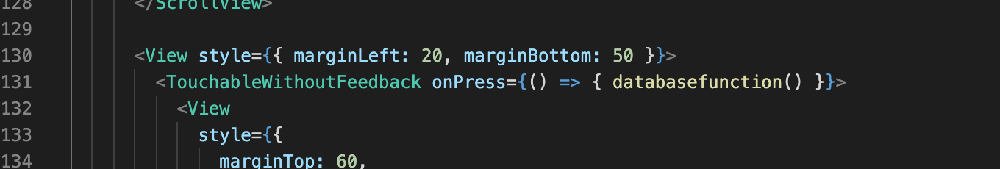 128 </ScrollView>
129
130 <View style={{ marginLeft: 20, marginBottom: 50 }}>
131 <TouchableWithoutFeedback onPress={() => { databasefunction() }}>
132 <View
133 style={{
134 marginTop: 60,